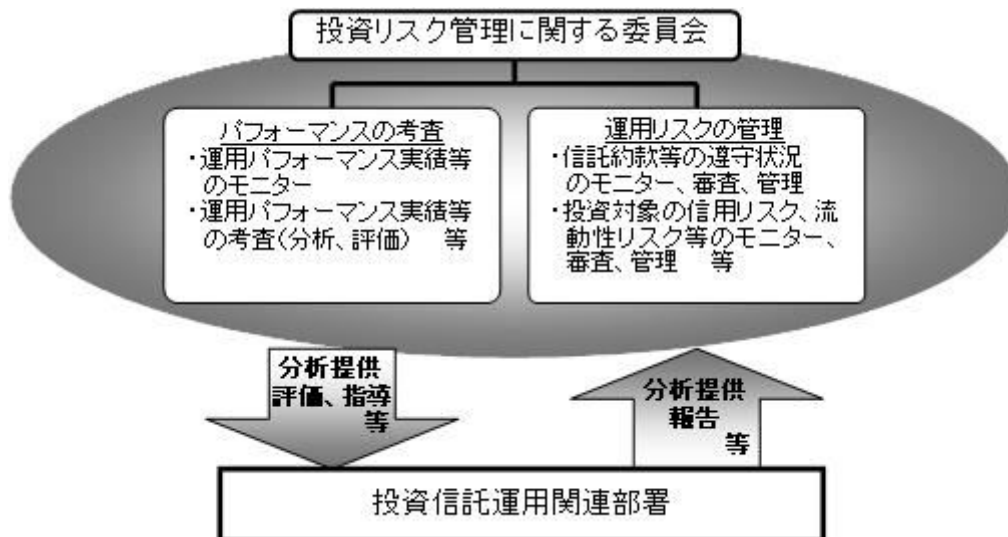 投資リスク管理に関する委員会
パフォーマンスの考査
・運用パフォーマンス実績等
のモニター
・運用パフォーマンス実績等
の考査(分析、評価) 等
運用リスクの管理
・信託約款等の遵守状況
のモニター、審査、管理
・投資対象の信用リスク、流
動性リスク等のモニター、
審査、管理 等
分析提供
評価、指導
等
分析提供
報告
等
投資信託運用関連部署